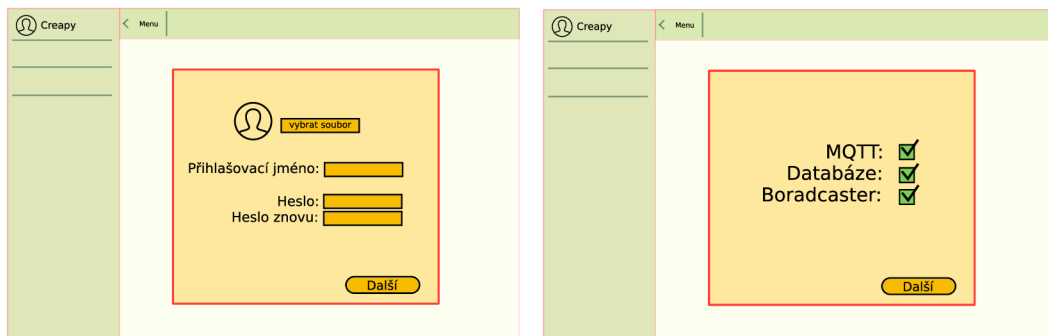 Creapy
Menu
vybrat soubor
Přihlašovací jméno:
Heslo:
Heslo znovu:
Další
Creapy
Menu
MQTT:
Databáze:
Boradcaster:
Další